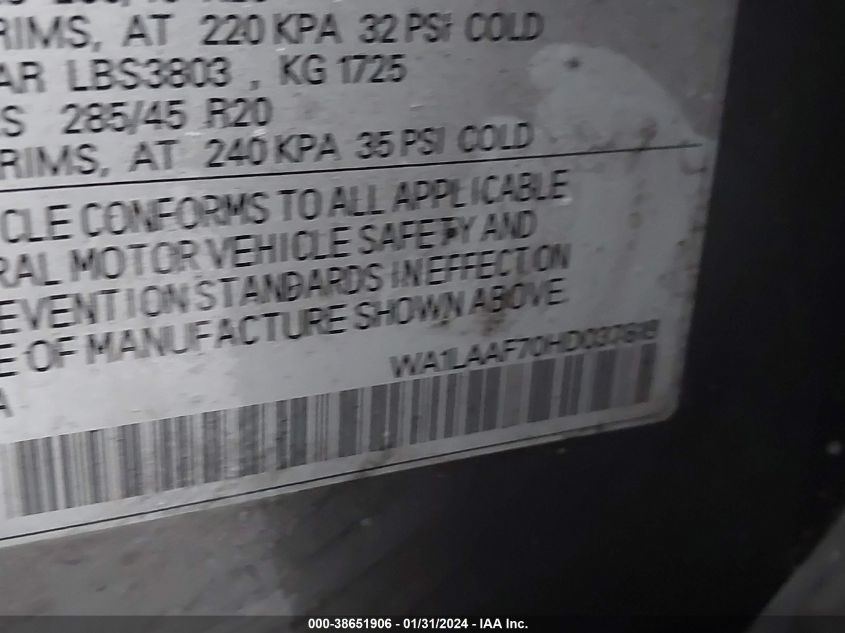 RIMS, AT 220 KPA 32 PSI COLD
AR LBS3803 , KG 1725
S 285/45 R20
RIMS, AT 240 KPA 35 PSI COLD
CLE CONFORMS TO ALL APPLICABLE
RAL MOTOR VEHICLE SAFETY AND
EVENTION STANDARDS IN EFFECT ON
E OF MANUFACTURE SHOWN ABOVE.
A
000-38651906 - 01/31/2024 - IAA Inc.